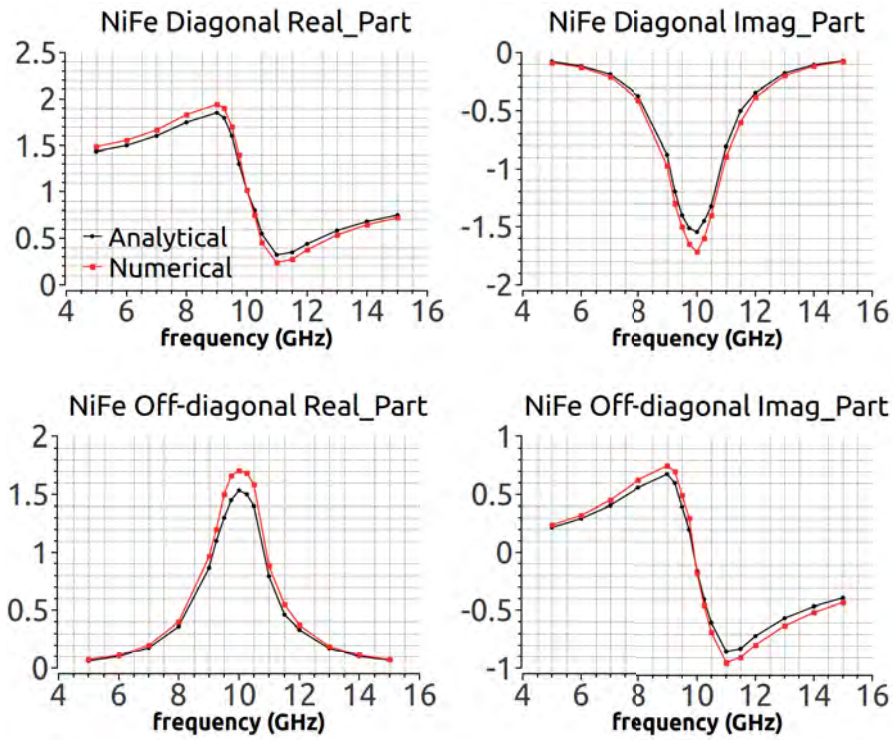 NiFe Diagonal Real_Part
2.5
2
1.5
1
0.5
0
Analytical
Numerical
4 6 8 10 12 14 16
frequency (GHz)
NiFe Diagonal Imag_Part
0
-0.5
-1
-1.5
-2
4 6 8 10 12 14 16
frequency (GHz)
NiFe Off-diagonal Real_Part
2
1.5
1
0.5
0
4 6 8 10 12 14 16
frequency (GHz)
NiFe Off-diagonal Imag_Part
1
0.5
0
-0.5
-1
4 6 8 10 12 14 16
frequency (GHz)